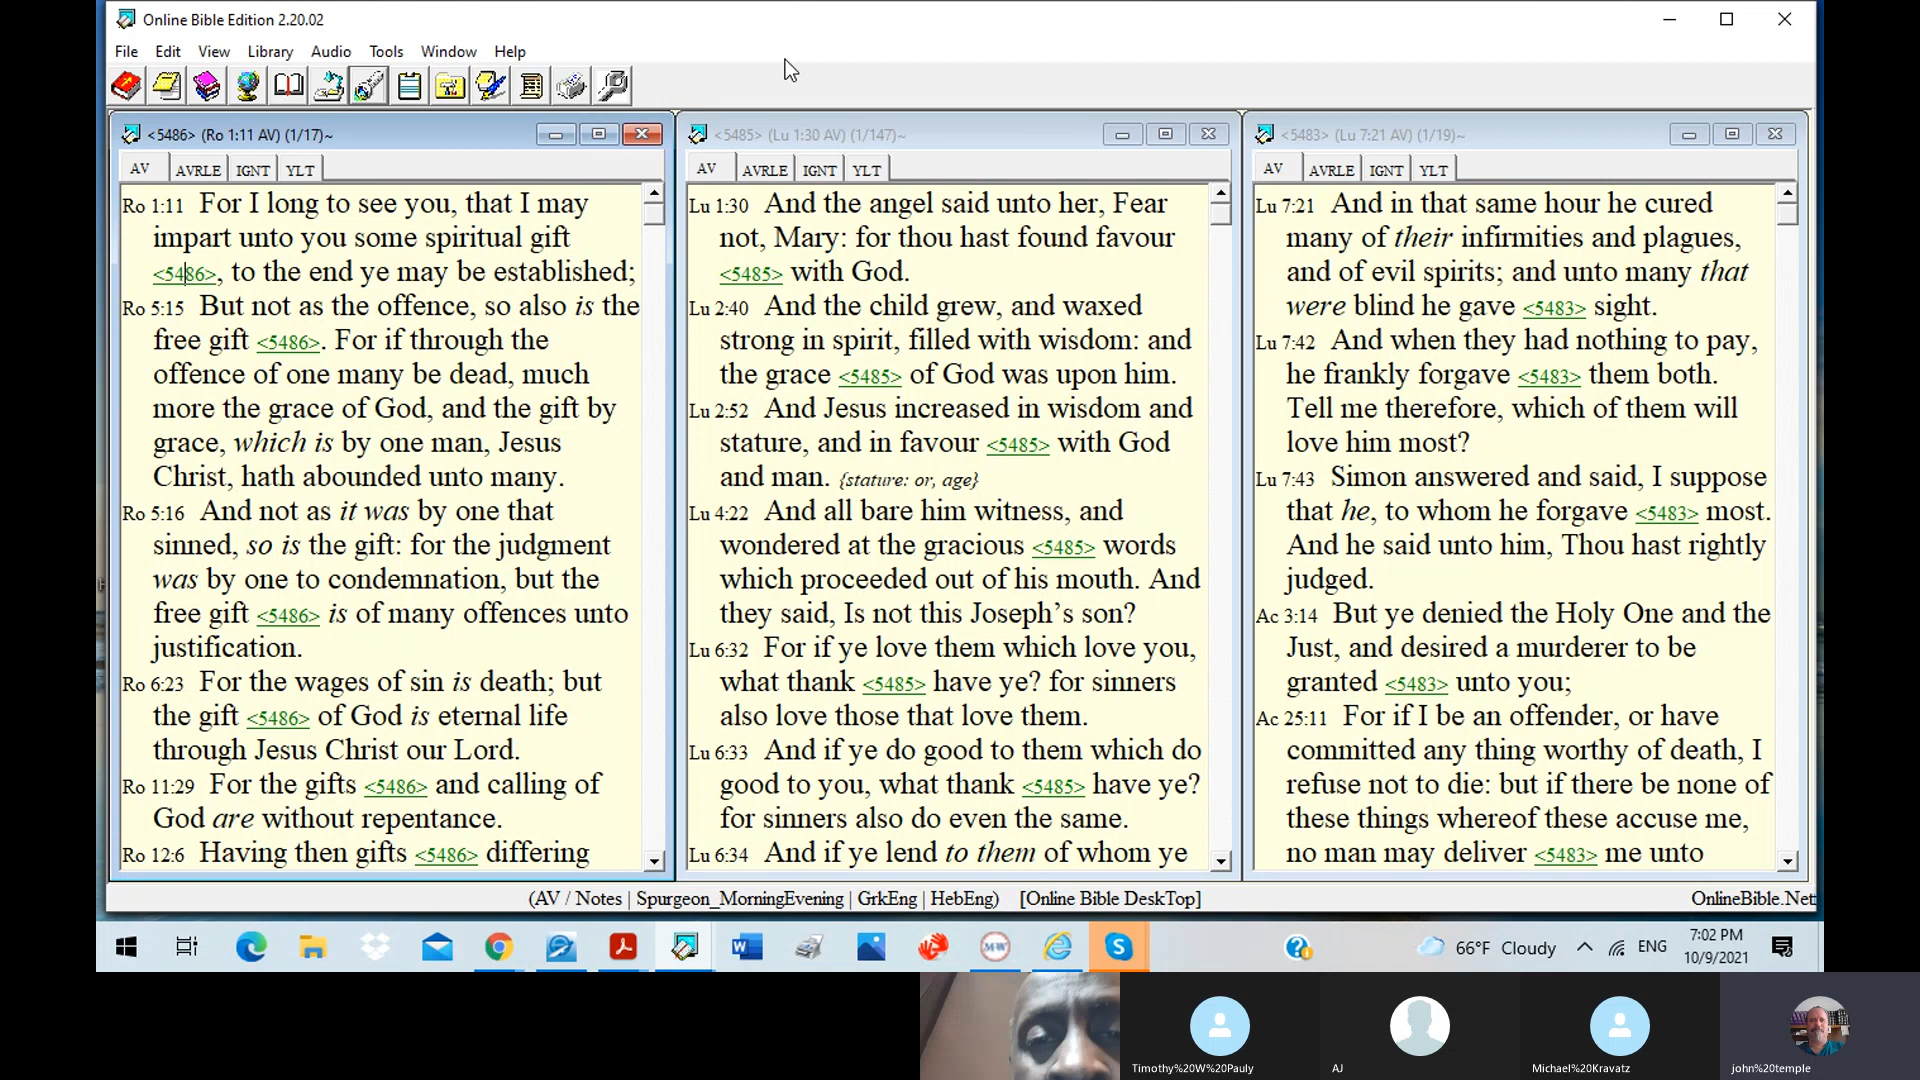 Online Bible Edition 2.20.02
File Edit View Library Audio Tools Window Help
<5486> (Ro 1:11 AV) (1/17)~
AV AVRLE IGNT YLT
Ro 1:11 For I long to see you, that I may
impart unto you some spiritual gift
<5486>, to the end ye may be established;
Ro 5:15 But not as the offence, so also is the
free gift <5486>. For if through the
offence of one many be dead, much
more the grace of God, and the gift by
grace, which is by one man, Jesus
Christ, hath abounded unto many.
Ro 5:16 And not as it was by one that
sinned, so is the gift: for the judgment
was by one to condemnation, but the
free gift <5486> is of many offences unto
justification.
Ro 6:23 For the wages of sin is death; but
the gift <5486> of God is eternal life
through Jesus Christ our Lord.
Ro 11:29 For the gifts <5486> and calling of
God are without repentance.
Ro 12:6 Having then gifts <5486> differing
<5485> (Lu 1:30 AV) (1/147)~
AV AVRLE IGNT YLT
Lu 1:30 And the angel said unto her, Fear
not, Mary: for thou hast found favour
<5485> with God.
Lu 2:40 And the child grew, and waxed
strong in spirit, filled with wisdom: and
the grace <5485> of God was upon him.
Lu 2:52 And Jesus increased in wisdom and
stature, and in favour <5485> with God
and man. {stature: or, age}
Lu 4:22 And all bare him witness, and
wondered at the gracious <5485> words
which proceeded out of his mouth. And
they said, Is not this Joseph’s son?
Lu 6:32 For if ye love them which love you,
what thank <5485> have ye? for sinners
also love those that love them.
Lu 6:33 And if ye do good to them which do
good to you, what thank <5485> have ye?
for sinners also do even the same.
Lu 6:34 And if ye lend to them of whom ye
<5483> (Lu 7:21 AV) (1/19)~
AV AVRLE IGNT YLT
Lu 7:21 And in that same hour he cured
many of their infirmities and plagues,
and of evil spirits; and unto many that
were blind he gave <5483> sight.
Lu 7:42 And when they had nothing to pay,
he frankly forgave <5483> them both.
Tell me therefore, which of them will
love him most?
Lu 7:43 Simon answered and said, I suppose
that he, to whom he forgave <5483> most.
And he said unto him, Thou hast rightly
judged.
Ac 3:14 But ye denied the Holy One and the
Just, and desired a murderer to be
granted <5483> unto you;
Ac 25:11 For if I be an offender, or have
committed any thing worthy of death, I
refuse not to die: but if there be none of
these things whereof these accuse me,
no man may deliver <5483> me unto
(AV / Notes | Spurgeon_MorningEvening | GrkEng | HebEng) [Online Bible DeskTop] OnlineBible.Net
66°F Cloudy ENG 7:02 PM
10/9/2021
Timothy%20W%20Pauly AJ Michael%20Kravatz john%20temple